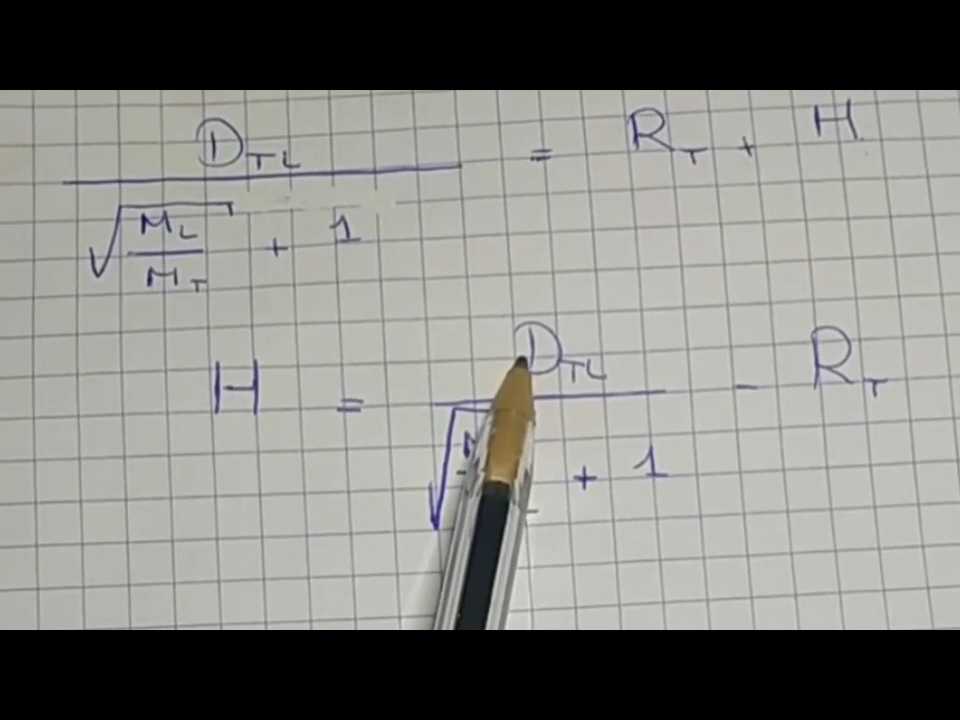 D_TL / (√(M_L / M_T) + 1) = R_T + H
H = D_TL / (√ + 1) - R_T